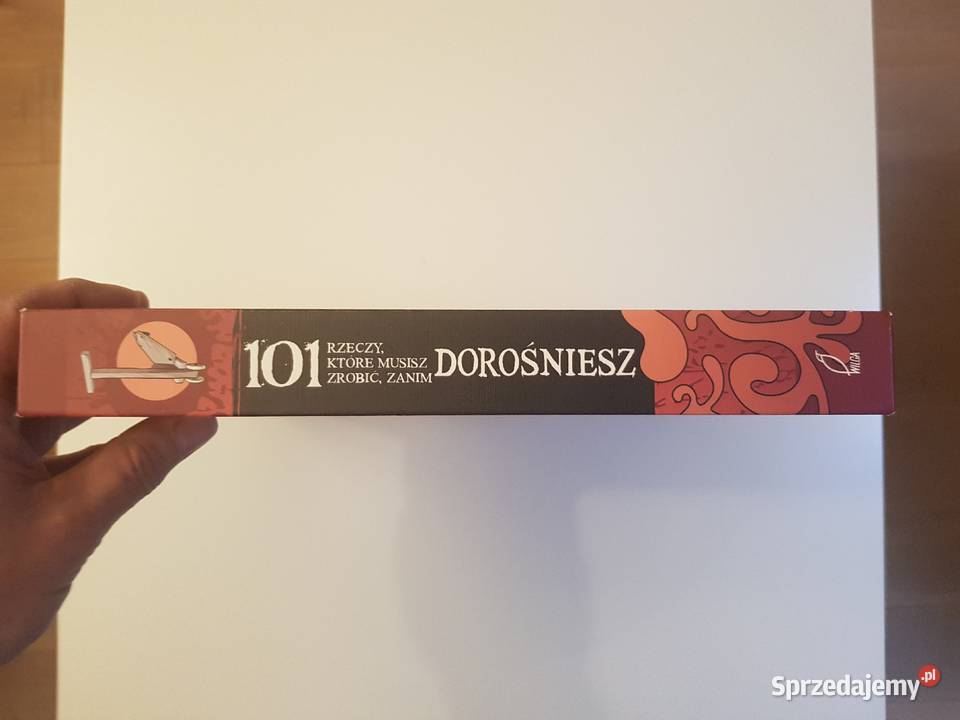 101
RZECZY,
KTÓRE MUSISZ
ZROBIĆ, ZANIM
DOROŚNIESZ
WILGA
Sprzedajemy.pl